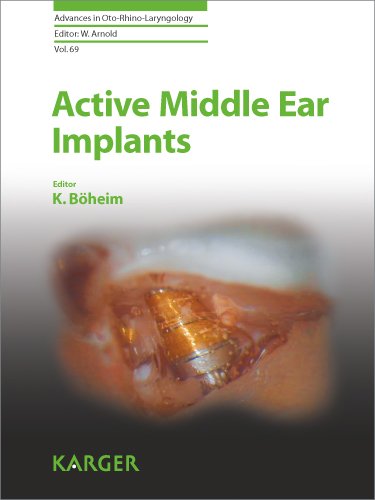 Advances in Oto-Rhino-Laryngology
Editor: W. Arnold
Vol. 69
Active Middle Ear
Implants
Editor
K. Böheim
KARGER